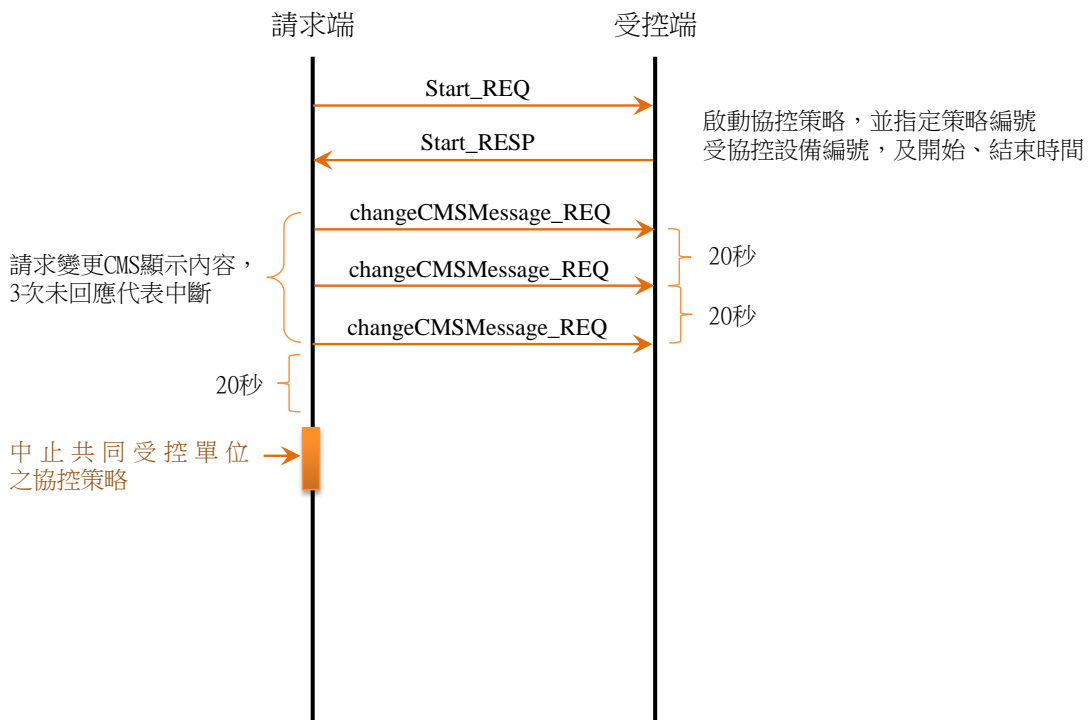 請求端
受控端
Start_REQ
啟動協控策略，並指定策略編號
受協控設備編號，及開始、結束時間
Start_RESP
changeCMSMessage_REQ
請求變更CMS顯示內容，
3次未回應代表中斷
20秒
changeCMSMessage_REQ
20秒
changeCMSMessage_REQ
20秒
中止共同受控單位
之協控策略